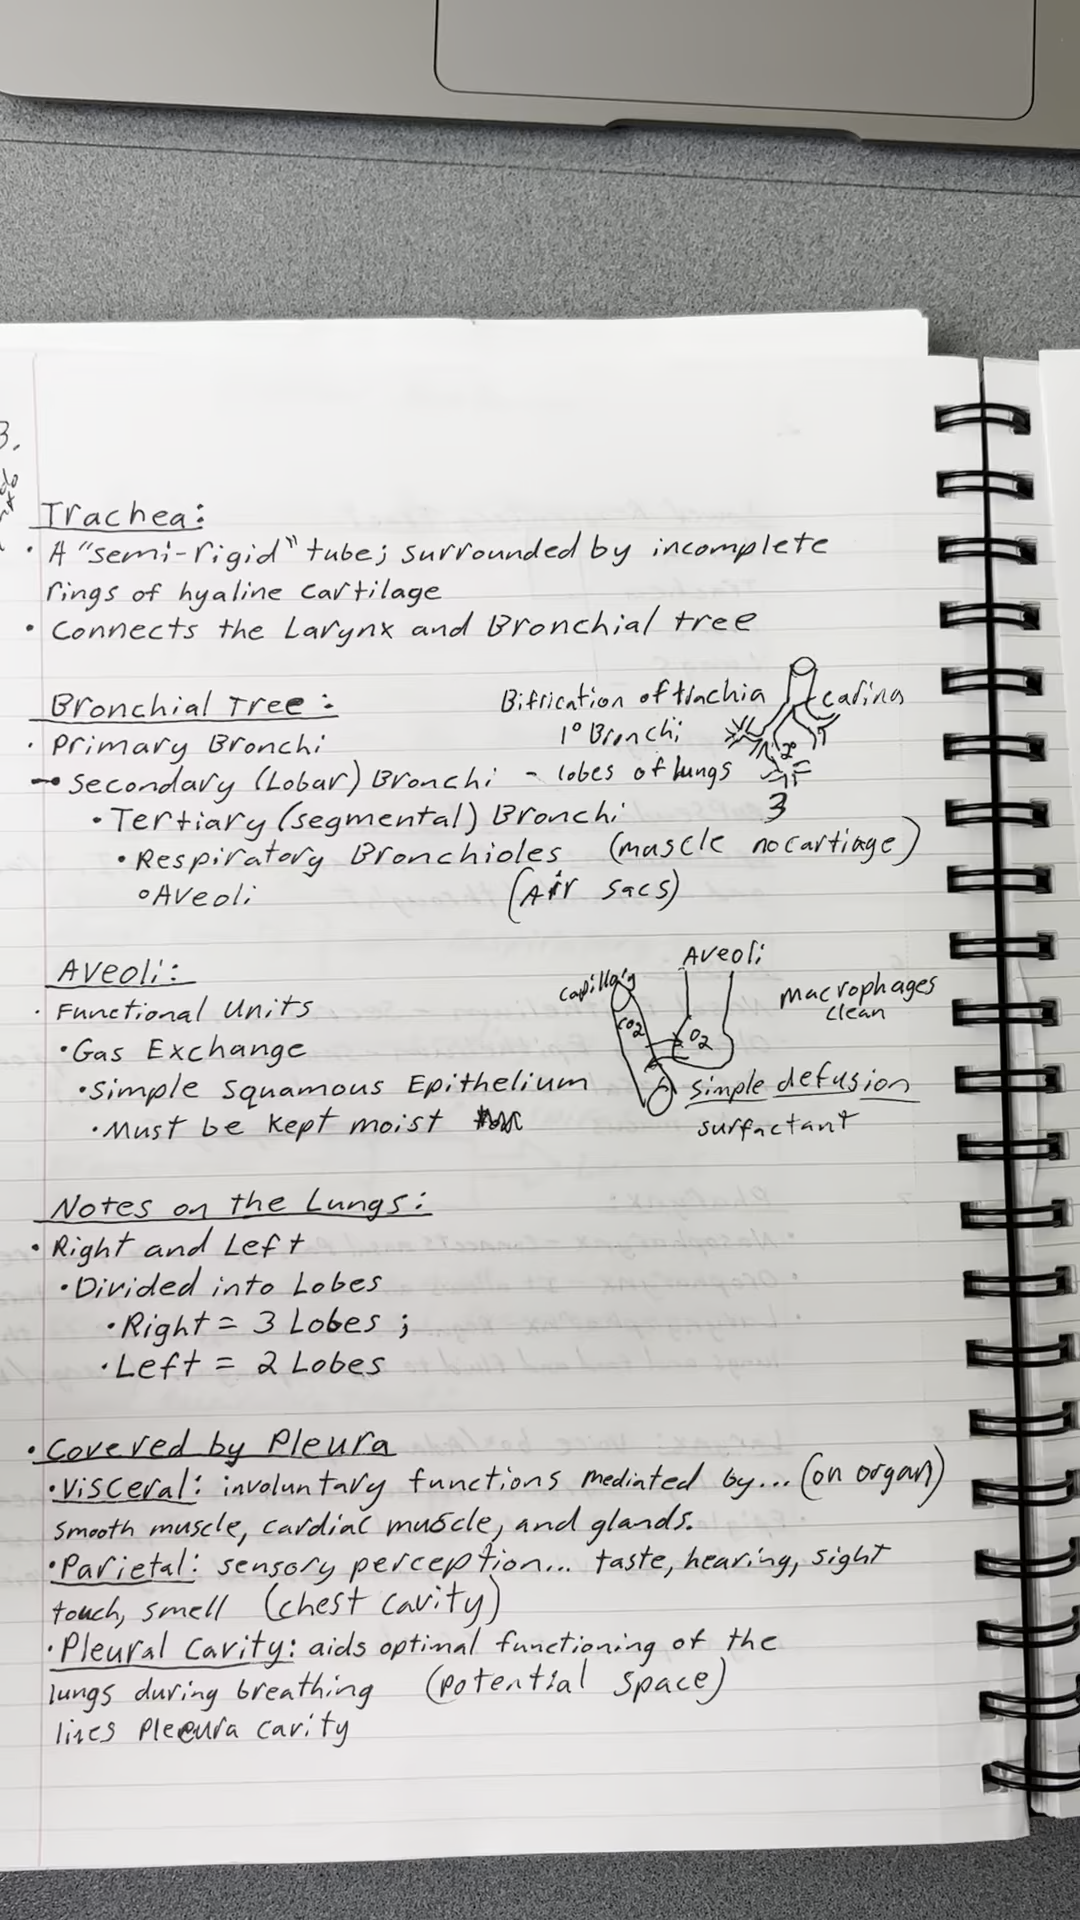 3.
Trachea:
• A "semi-rigid" tube; surrounded by incomplete
rings of hyaline cartilage
• Connects the Larynx and Bronchial tree
Bronchial Tree:
Bifrication of trachia
carina
• Primary Bronchi
1° Bronchi
2°
• Secondary (Lobar) Bronchi - lobes of lungs
3
• Tertiary (segmental) Bronchi
• Respiratory Bronchioles (muscle no cartiage)
• Aveoli (Air sacs)
Aveoli:
Aveoli
capillary
macrophages
clean
• Functional Units
CO2
O2
• Gas Exchange
• Simple Squamous Epithelium
simple defusion
• Must be kept moist
surfactant
Notes on the Lungs:
• Right and Left
• Divided into Lobes
• Right = 3 Lobes ;
• Left = 2 Lobes
• Covered by Pleura
• Visceral: involuntary functions mediated by... (on organ)
smooth muscle, cardiac muscle, and glands.
• Parietal: sensory perception... taste, hearing, sight
touch, smell (chest cavity)
• Pleural Cavity: aids optimal functioning of the
lungs during breathing (potential space)
lines Pleeura cavity